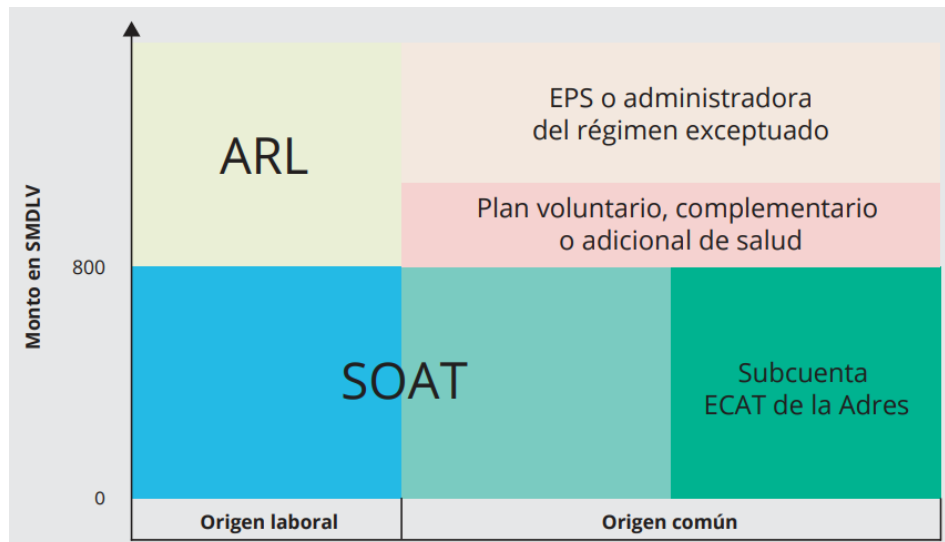 ARL
EPS o administradora
del régimen exceptuado
Plan voluntario, complementario
o adicional de salud
Monto en SMDLV
800
SOAT
Subcuenta
ECAT de la Adres
0
Origen laboral
Origen común